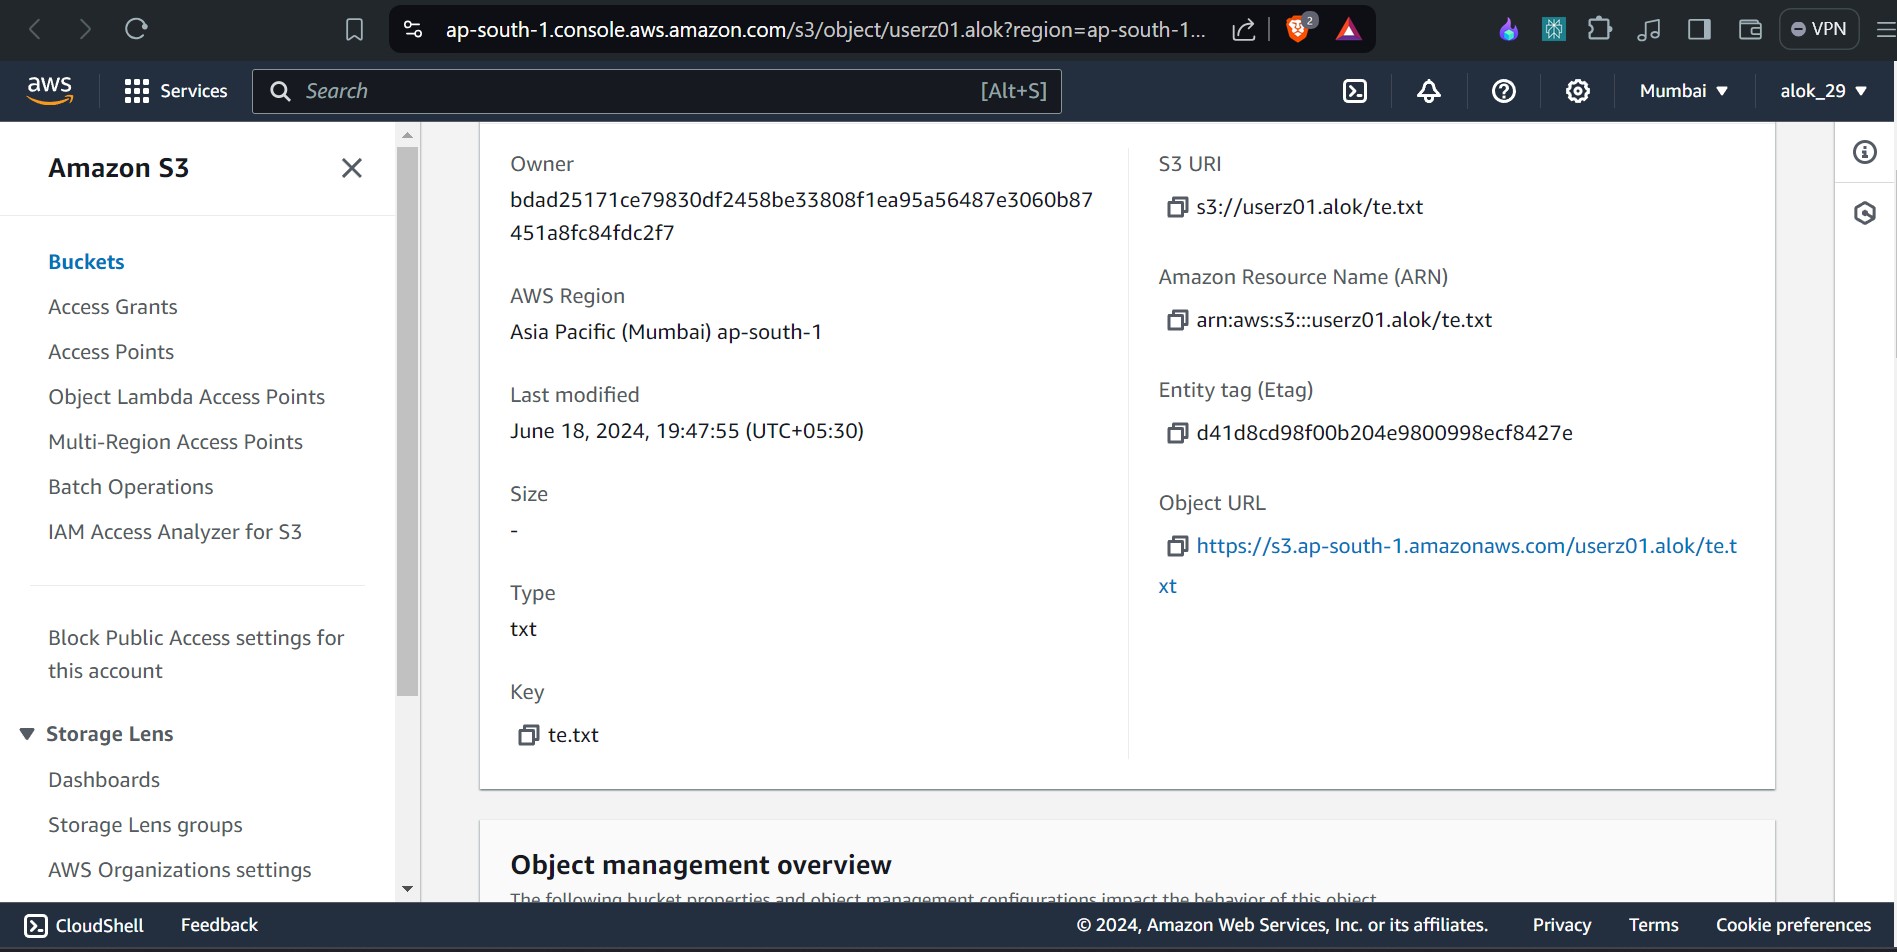 ap-south-1.console.aws.amazon.com/s3/object/userz01.alok?region=ap-south-1...
2
VPN
aws
Services
Search
[Alt+S]
Mumbai
alok_29
Amazon S3
Buckets
Access Grants
Access Points
Object Lambda Access Points
Multi-Region Access Points
Batch Operations
IAM Access Analyzer for S3
Block Public Access settings for
this account
Storage Lens
Dashboards
Storage Lens groups
AWS Organizations settings
Owner
bdad25171ce79830df2458be33808f1ea95a56487e3060b87
451a8fc84fdc2f7
AWS Region
Asia Pacific (Mumbai) ap-south-1
Last modified
June 18, 2024, 19:47:55 (UTC+05:30)
Size
-
Type
txt
Key
te.txt
S3 URI
s3://userz01.alok/te.txt
Amazon Resource Name (ARN)
arn:aws:s3:::userz01.alok/te.txt
Entity tag (Etag)
d41d8cd98f00b204e9800998ecf8427e
Object URL
https://s3.ap-south-1.amazonaws.com/userz01.alok/te.t
xt
Object management overview
The following bucket properties and object management configurations impact the behavior of this object.
CloudShell
Feedback
© 2024, Amazon Web Services, Inc. or its affiliates.
Privacy
Terms
Cookie preferences